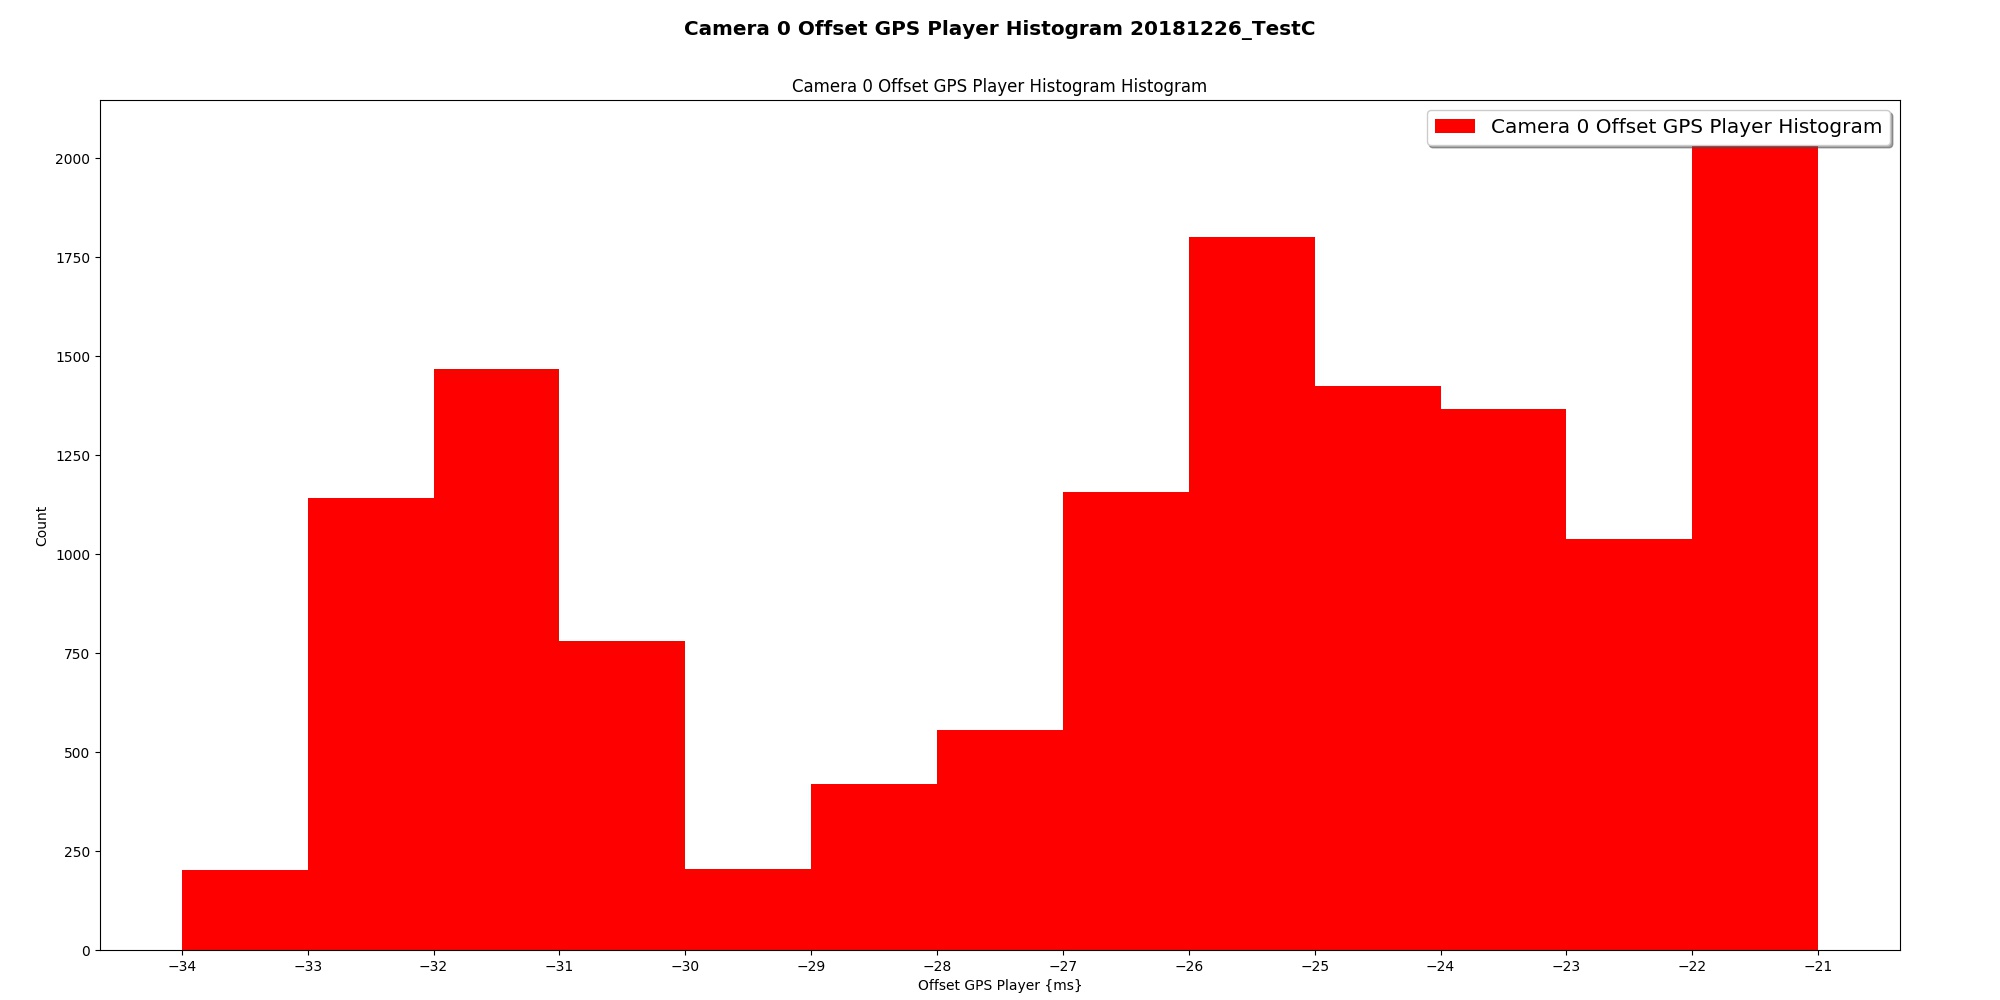 Camera 0 Offset GPS Player Histogram 20181226_TestC
Camera 0 Offset GPS Player Histogram Histogram
Camera 0 Offset GPS Player Histogram
2000
1750
1500
1250
1000
750
500
250
0
Count
−34 −33 −32 −31 −30 −29 −28 −27 −26 −25 −24 −23 −22 −21
Offset GPS Player {ms}